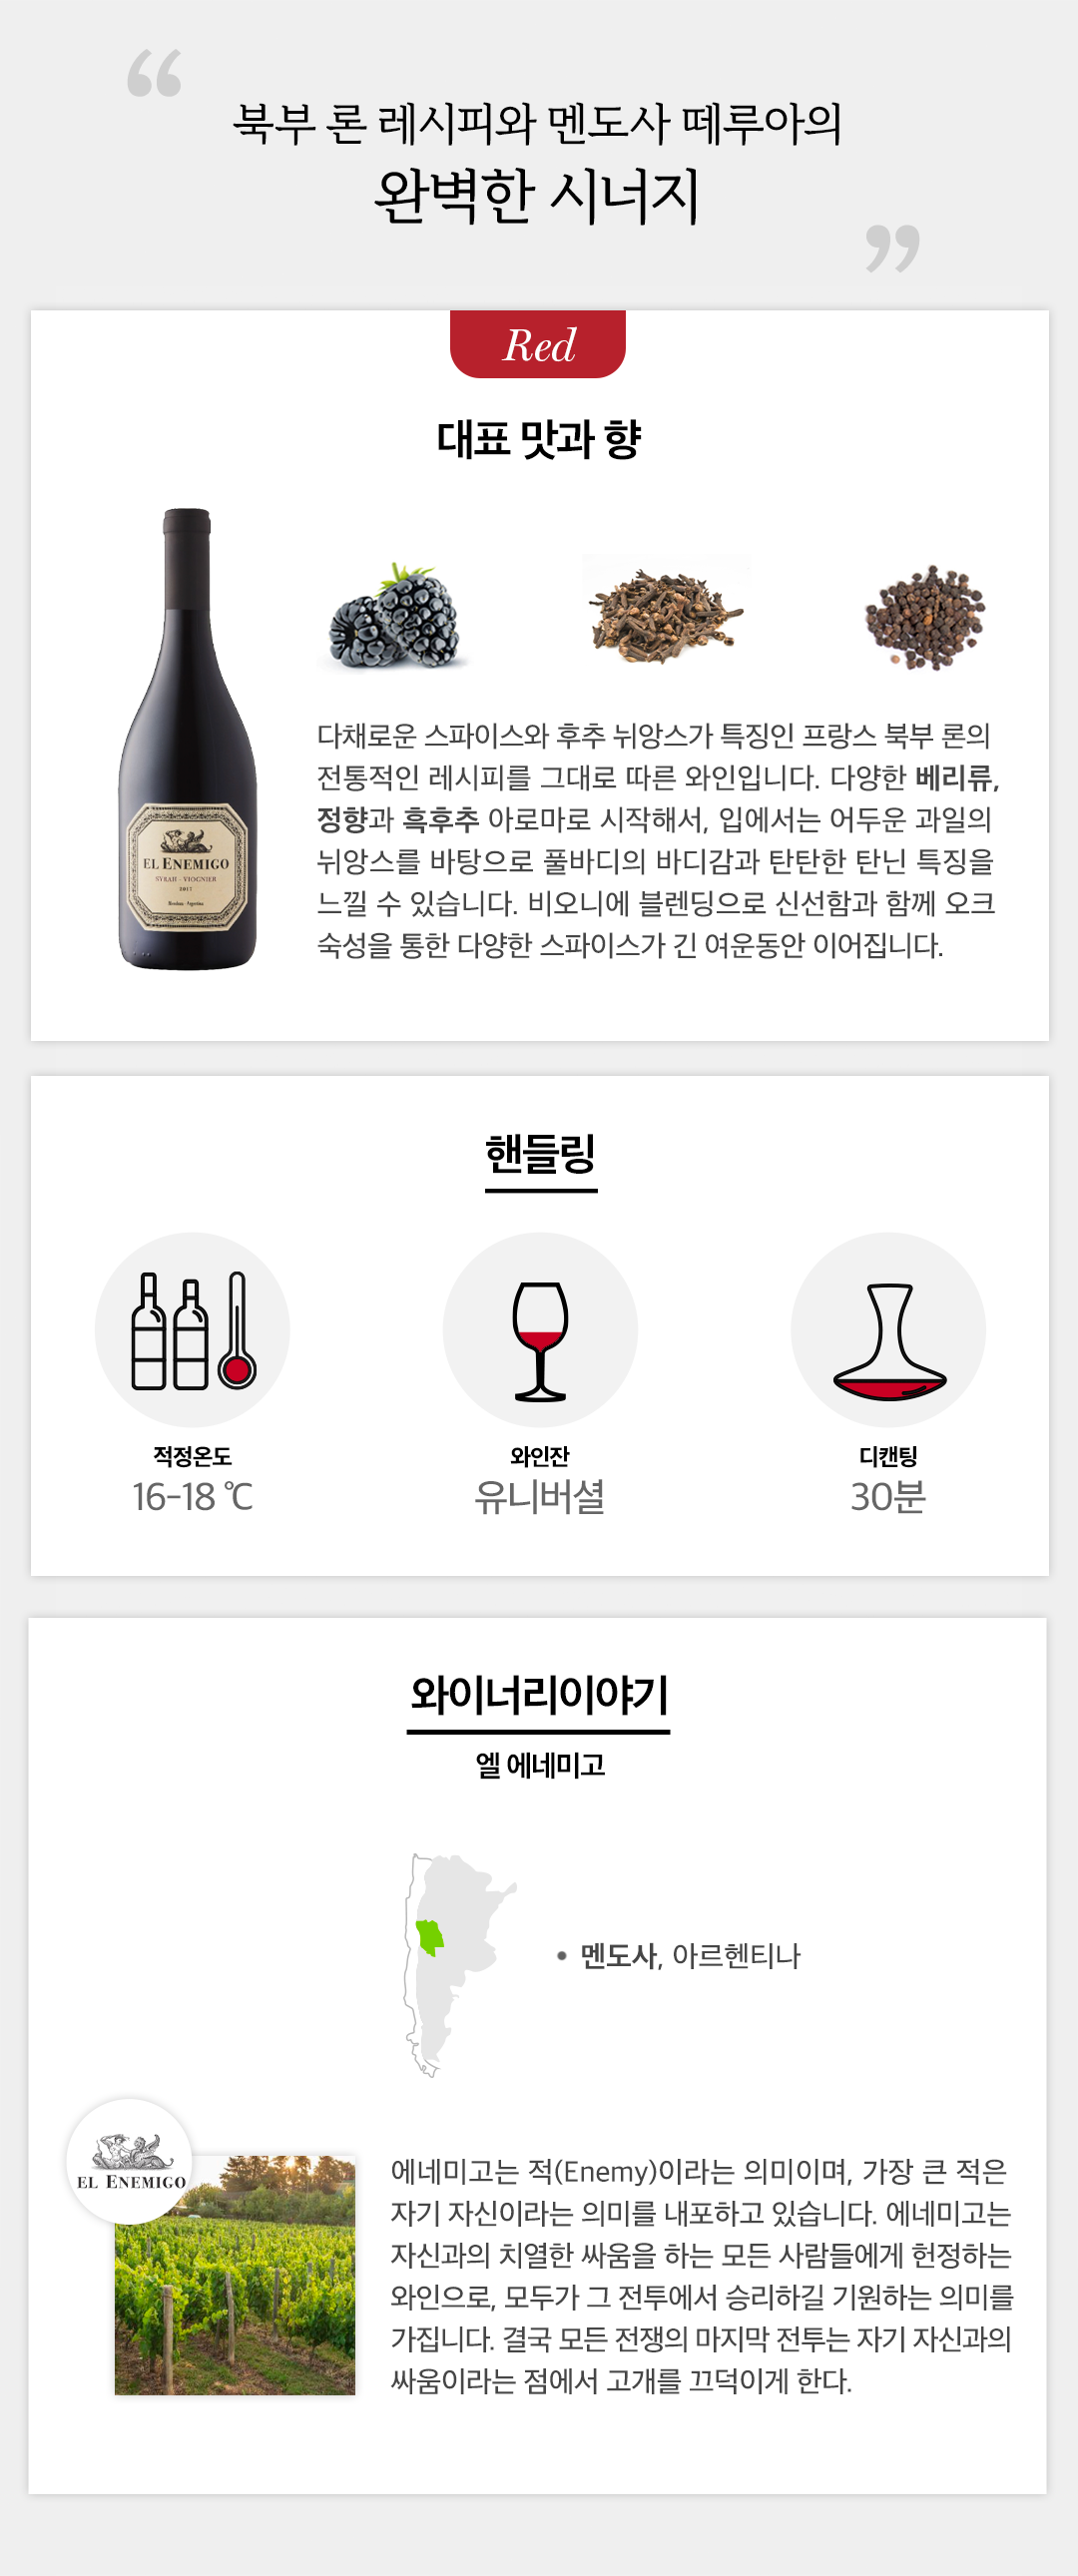 “
북부 론 레시피와 멘도사 떼루아의
완벽한 시너지
”
Red
대표 맛과 향
EL ENEMIGO
SYRAH - VIOGNIER
2017
Mendoza - Argentina
다채로운 스파이스와 후추 뉘앙스가 특징인 프랑스 북부 론의
전통적인 레시피를 그대로 따른 와인입니다. 다양한 베리류,
정향과 흑후추 아로마로 시작해서, 입에서는 어두운 과일의
뉘앙스를 바탕으로 풀바디의 바디감과 탄탄한 탄닌 특징을
느낄 수 있습니다. 비오니에 블렌딩으로 신선함과 함께 오크
숙성을 통한 다양한 스파이스가 긴 여운동안 이어집니다.
핸들링
적정온도
16-18 ℃
와인잔
유니버셜
디캔팅
30분
와이너리이야기
엘 에네미고
• 멘도사, 아르헨티나
EL ENEMIGO
에네미고는 적(Enemy)이라는 의미이며, 가장 큰 적은
자기 자신이라는 의미를 내포하고 있습니다. 에네미고는
자신과의 치열한 싸움을 하는 모든 사람들에게 헌정하는
와인으로, 모두가 그 전투에서 승리하길 기원하는 의미를
가집니다. 결국 모든 전쟁의 마지막 전투는 자기 자신과의
싸움이라는 점에서 고개를 끄덕이게 한다.